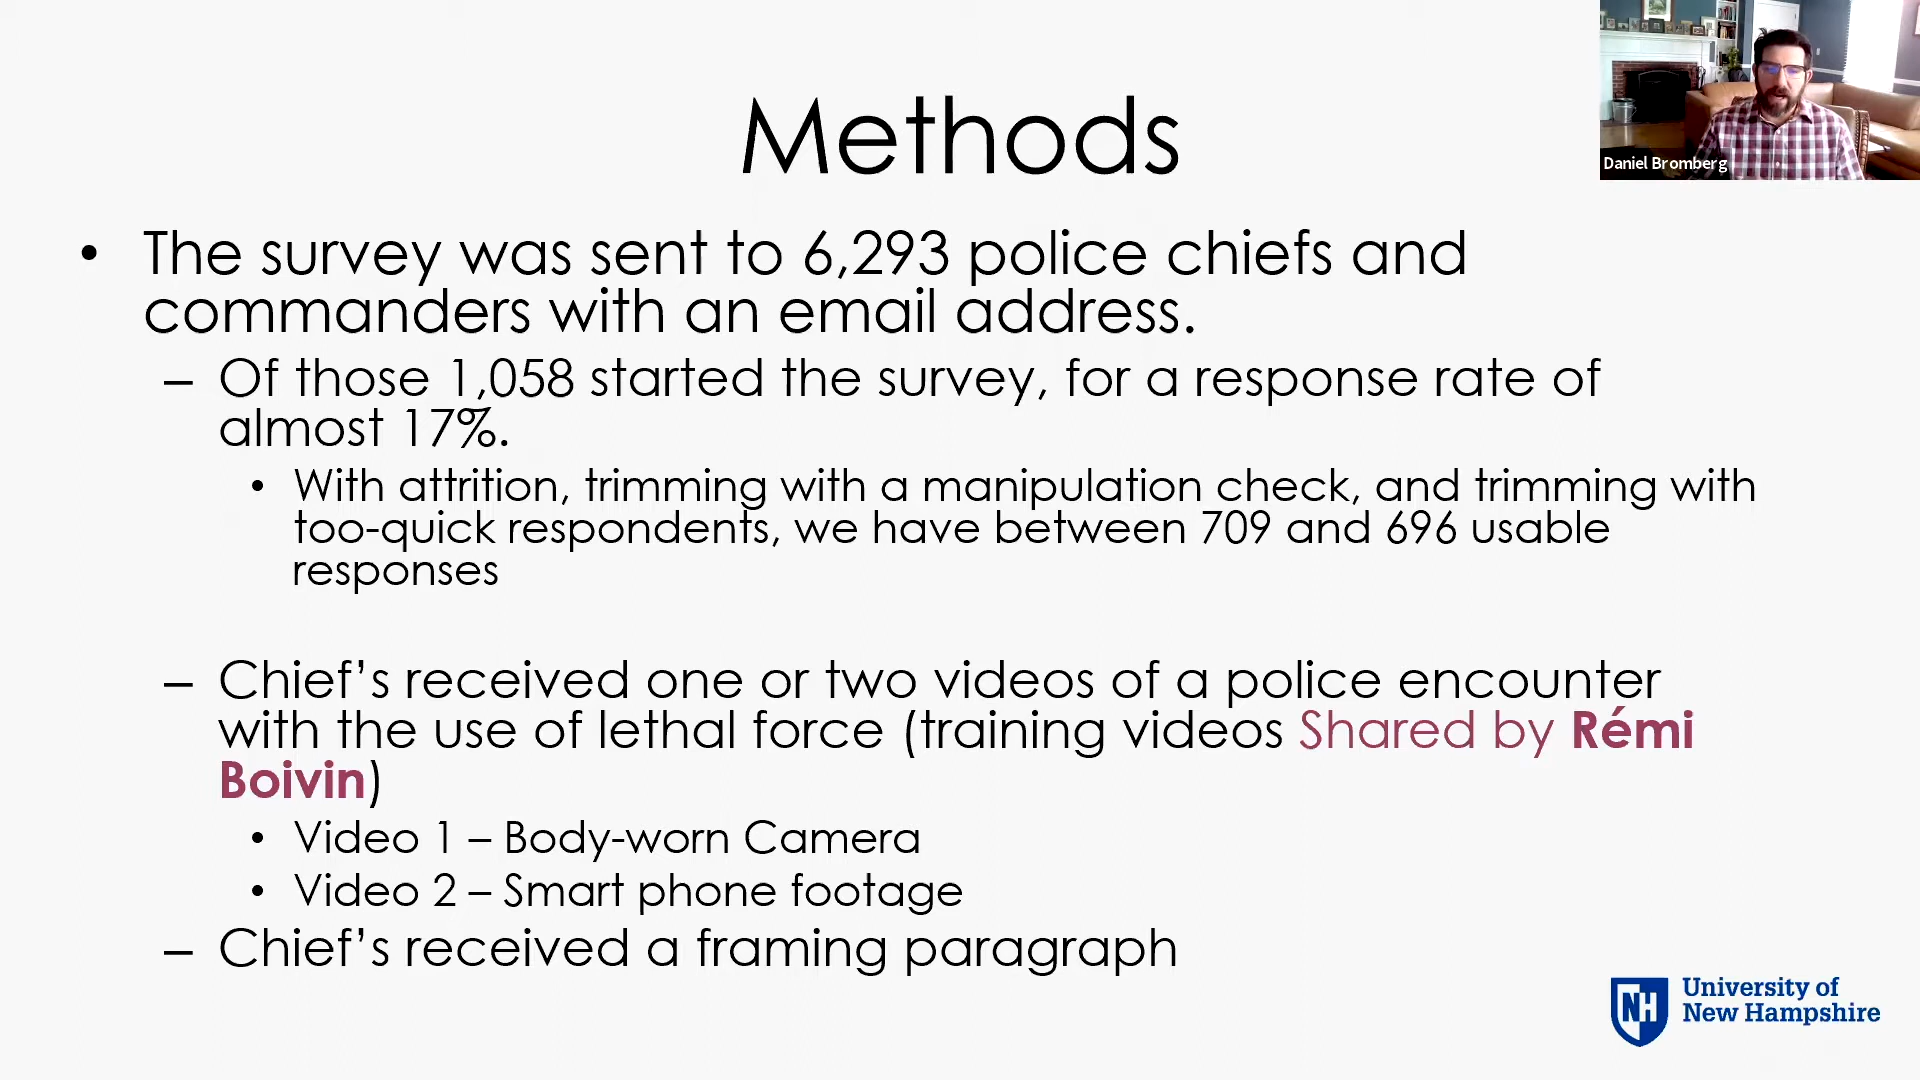 Methods
Daniel Bromberg
• The survey was sent to 6,293 police chiefs and
commanders with an email address.
– Of those 1,058 started the survey, for a response rate of
almost 17%.
• With attrition, trimming with a manipulation check, and trimming with
too-quick respondents, we have between 709 and 696 usable
responses
– Chief’s received one or two videos of a police encounter
with the use of lethal force (training videos Shared by Rémi
Boivin)
• Video 1 – Body-worn Camera
• Video 2 – Smart phone footage
– Chief’s received a framing paragraph
NH
University of
New Hampshire